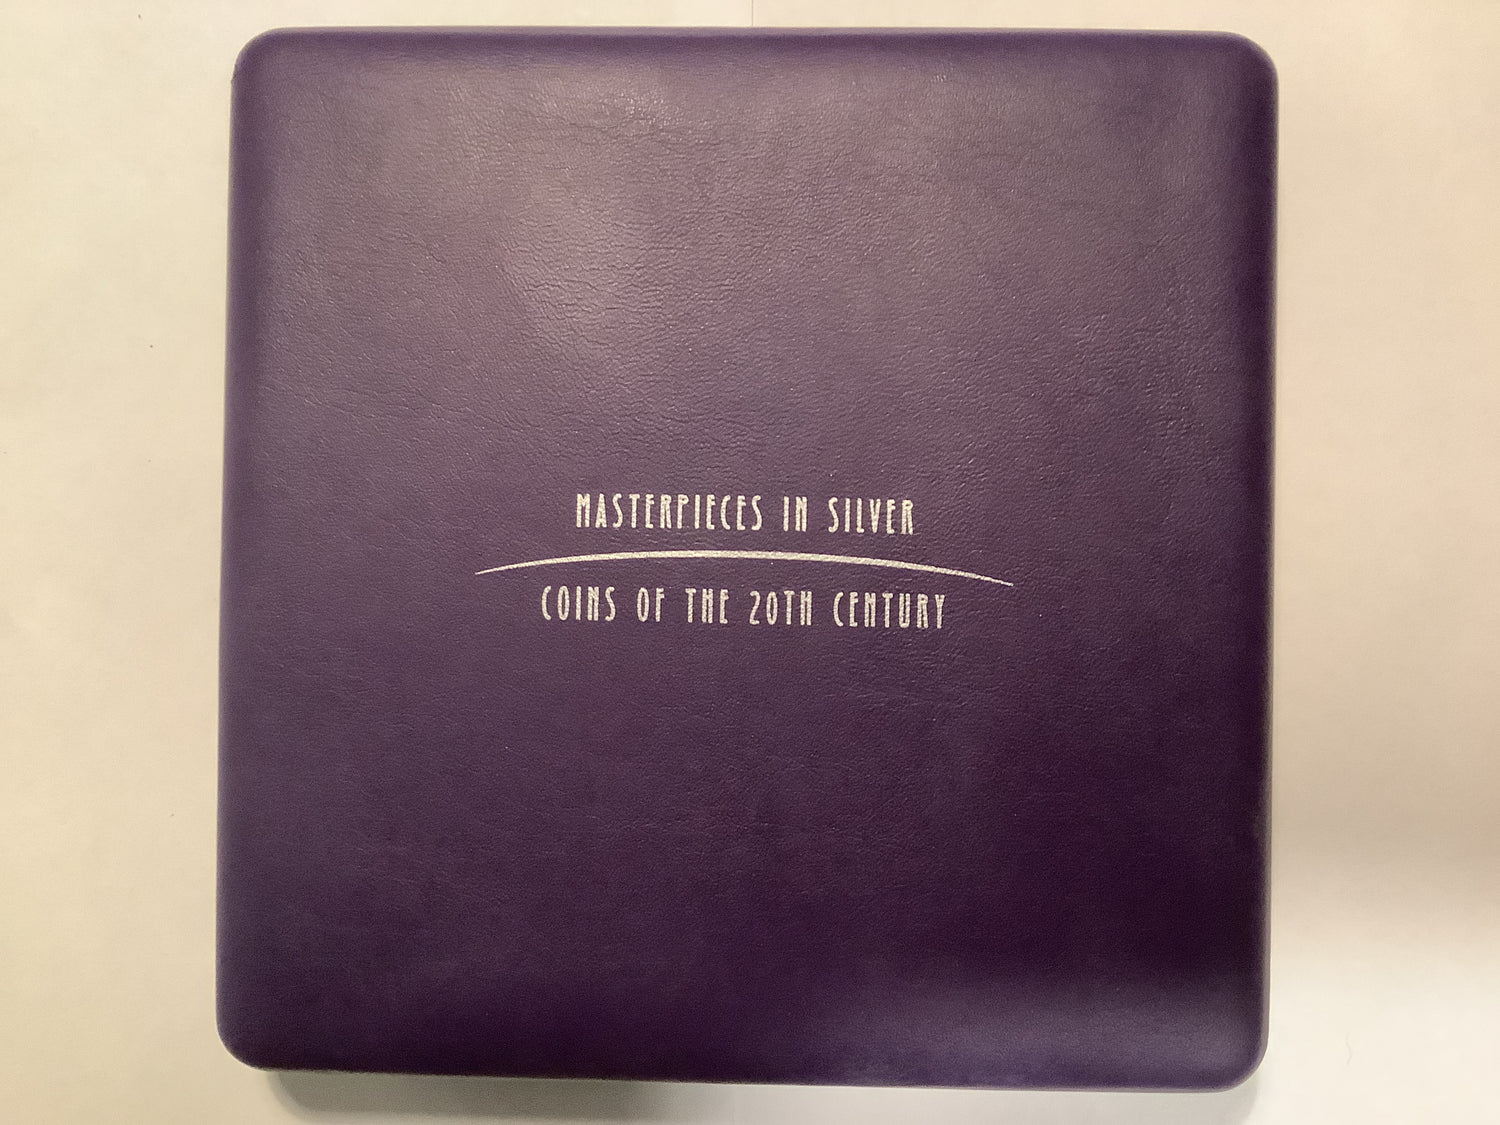 MASTERPIECES IN SILVER
COINS OF THE 20TH CENTURY